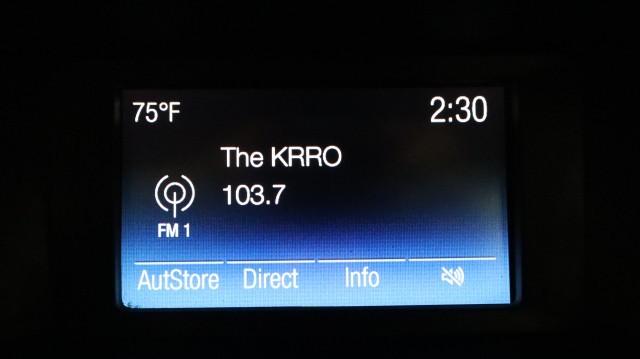 75°F 2:30
The KRRO
103.7
FM 1
AutStore Direct Info